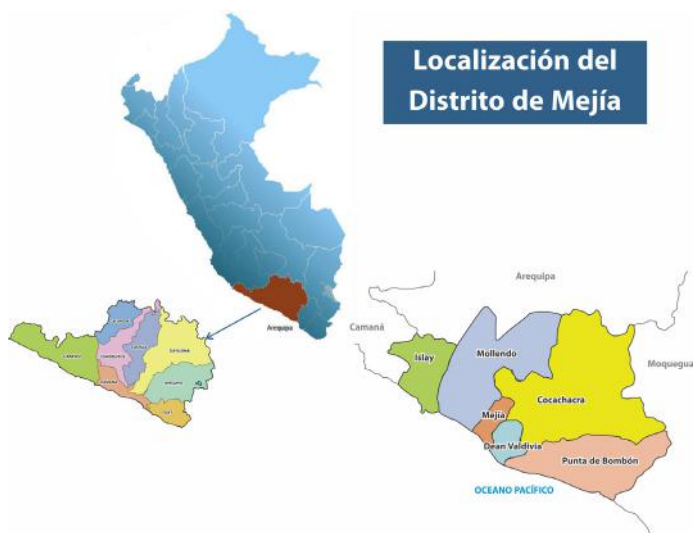 Localización del
Distrito de Mejía
Arequipa
Arequipa
Camaná
Moquegua
Islay
Mollendo
Cocachacra
Mejía
Dean Valdivia
Punta de Bombón
OCEANO PACÍFICO